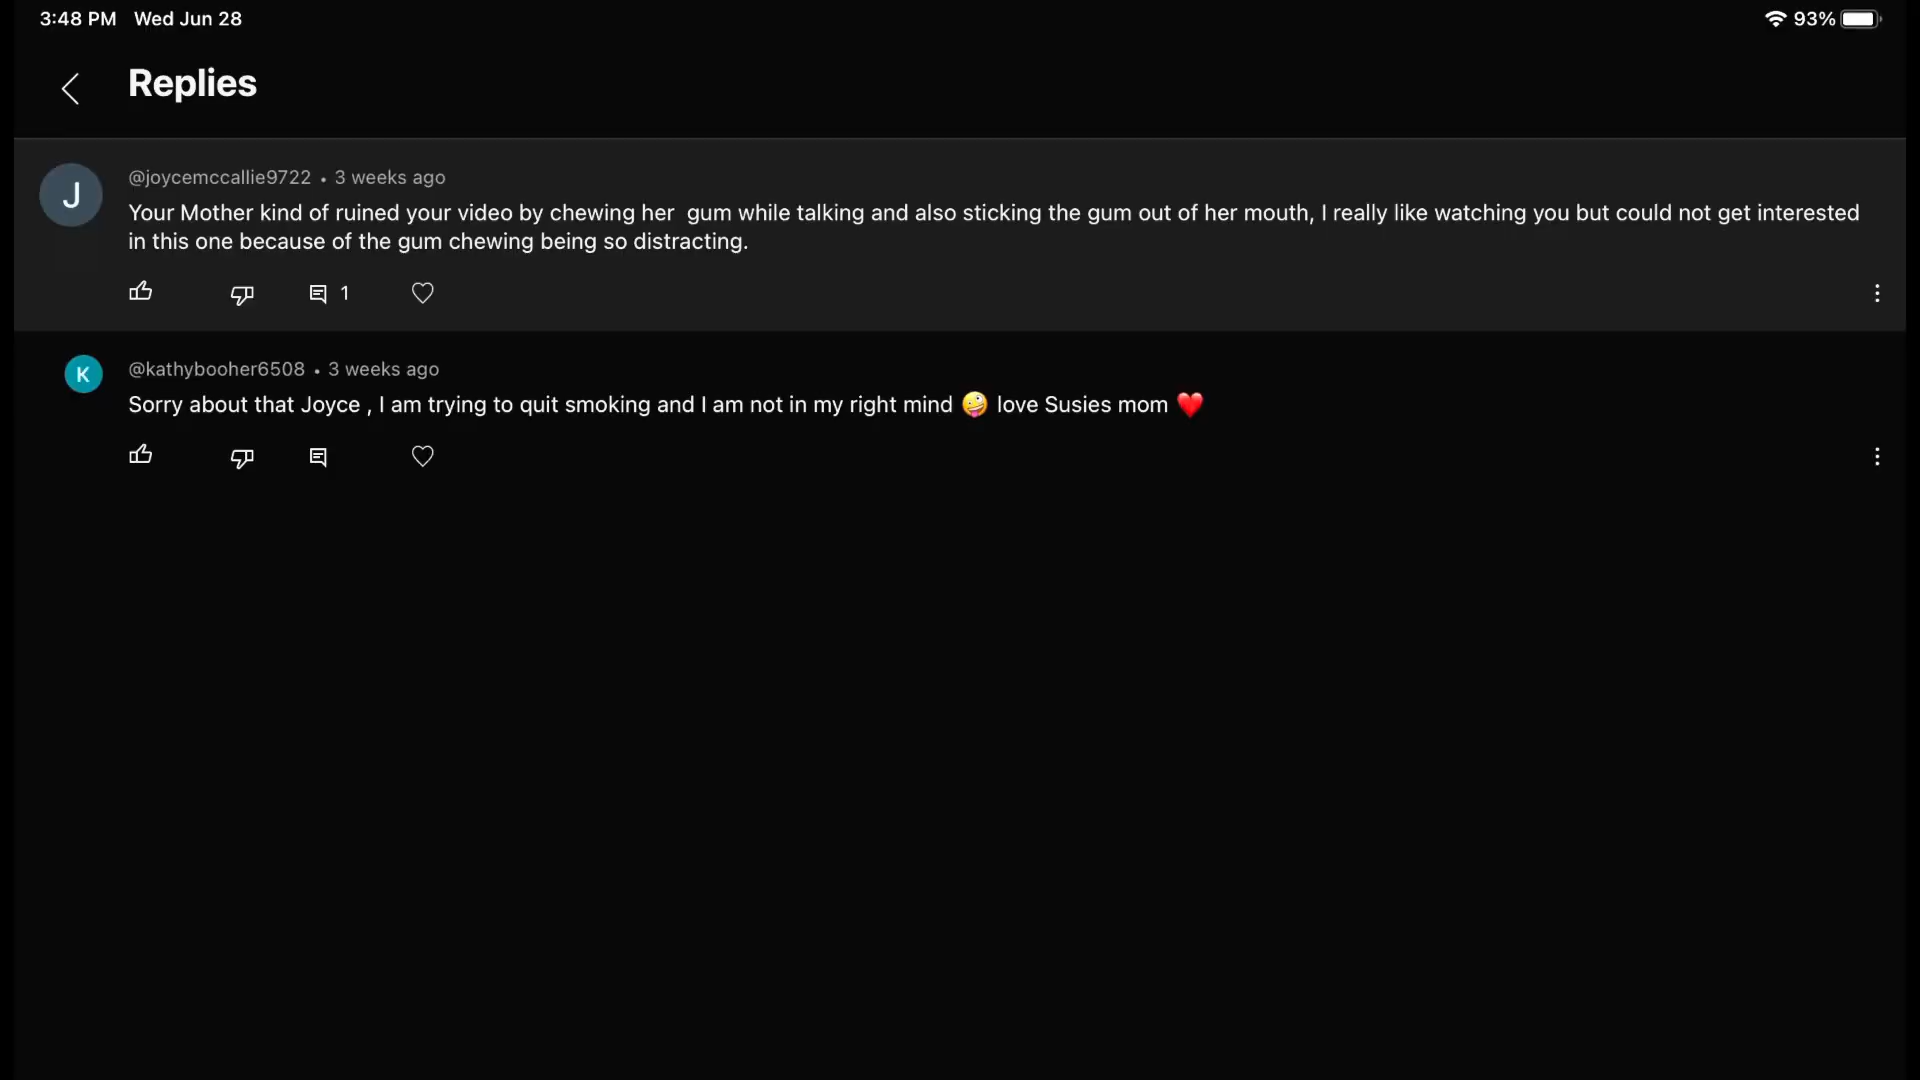 3:48 PM Wed Jun 28 93%
Replies
J @joycemccallie9722 • 3 weeks ago
Your Mother kind of ruined your video by chewing her  gum while talking and also sticking the gum out of her mouth, I really like watching you but could not get interested
in this one because of the gum chewing being so distracting.
1
K @kathybooher6508 • 3 weeks ago
Sorry about that Joyce , I am trying to quit smoking and I am not in my right mind 🤪 love Susies mom ❤️